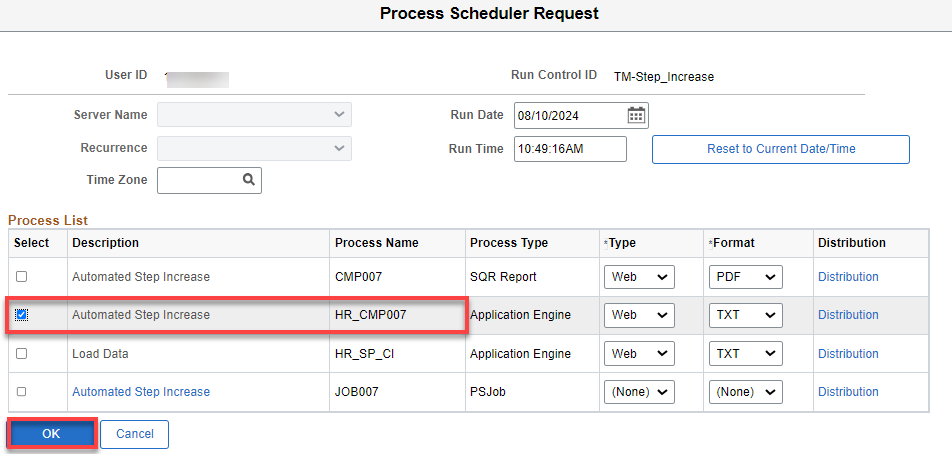 Process Scheduler Request
User ID
Run Control ID TM-Step_Increase
Server Name Run Date 08/10/2024
Recurrence Run Time 10:49:16AM Reset to Current Date/Time
Time Zone
Process List
Select Description Process Name Process Type *Type *Format Distribution
Automated Step Increase CMP007 SQR Report Web PDF Distribution
Automated Step Increase HR_CMP007 Application Engine Web TXT Distribution
Load Data HR_SP_CI Application Engine Web TXT Distribution
Automated Step Increase JOB007 PSJob (None) (None) Distribution
OK Cancel